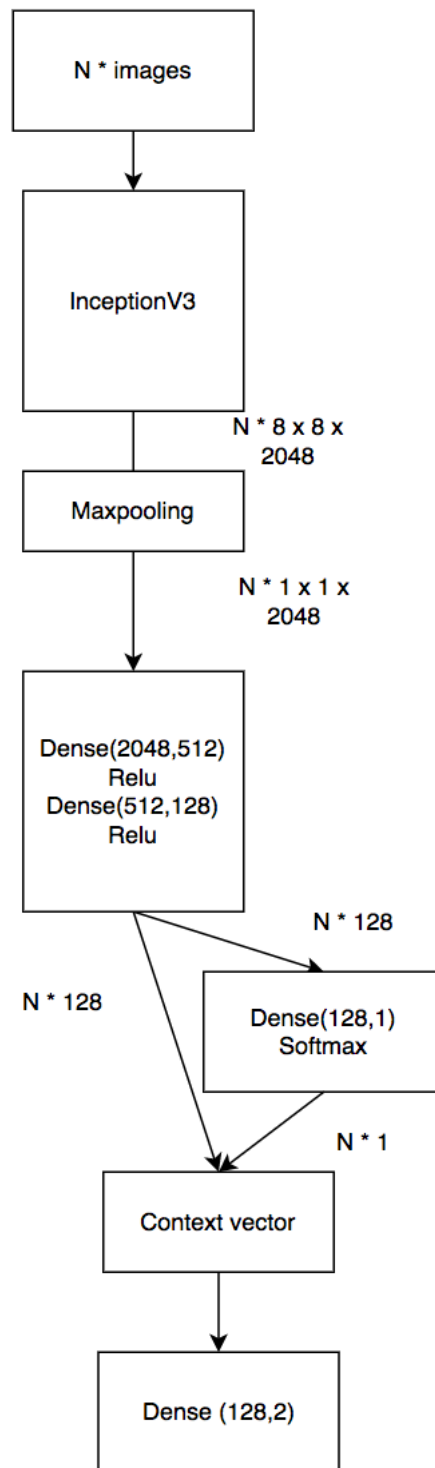 N * images
InceptionV3
N * 8 x 8 x
2048
Maxpooling
N * 1 x 1 x
2048
Dense(2048,512)
Relu
Dense(512,128)
Relu
N * 128
N * 128
Dense(128,1)
Softmax
N * 1
Context vector
Dense (128,2)